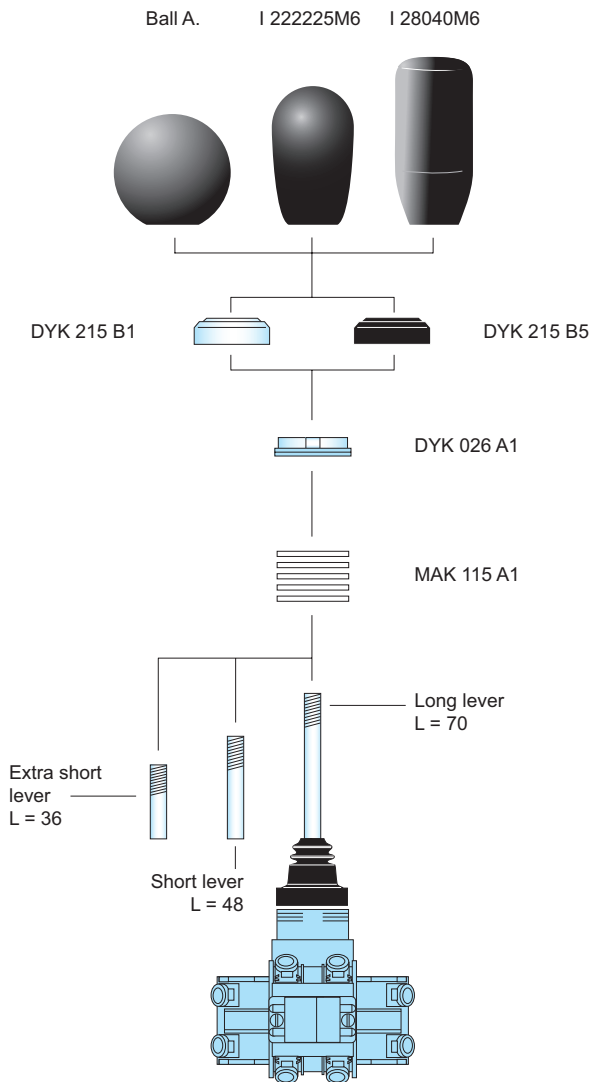 Ball A.
I 222225M6
I 28040M6
DYK 215 B1
DYK 215 B5
DYK 026 A1
MAK 115 A1
Long lever
L = 70
Extra short
lever
L = 36
Short lever
L = 48